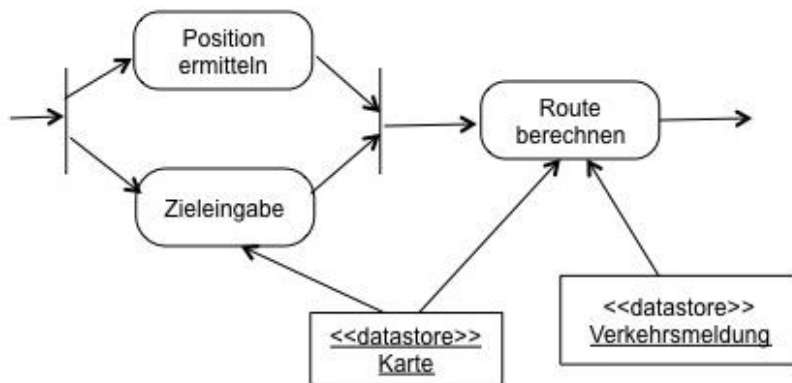 Position
ermitteln
Zieleingabe
Route
berechnen
<<datastore>>
Karte
<<datastore>>
Verkehrsmeldung